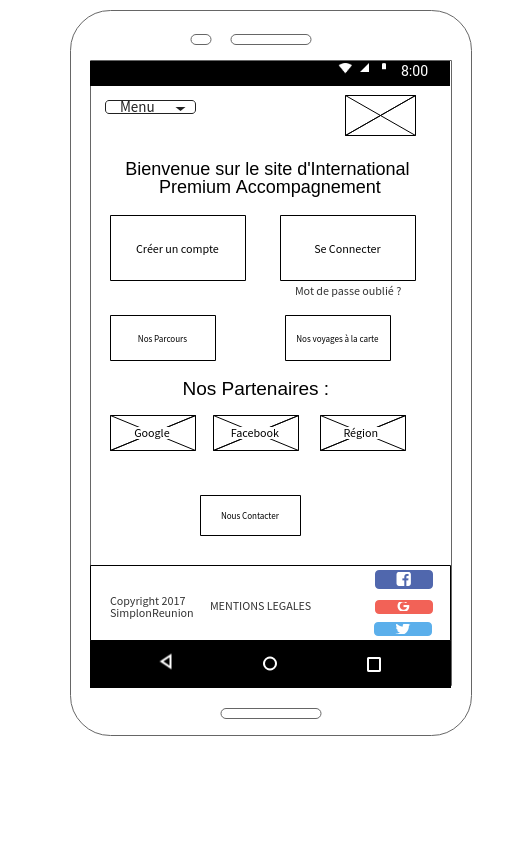 8:00
Menu
Bienvenue sur le site d'International
Premium Accompagnement
Créer un compte
Se Connecter
Mot de passe oublié ?
Nos Parcours
Nos voyages à la carte
Nos Partenaires :
Google
Facebook
Région
Nous Contacter
Copyright 2017
SimplonReunion
MENTIONS LEGALES